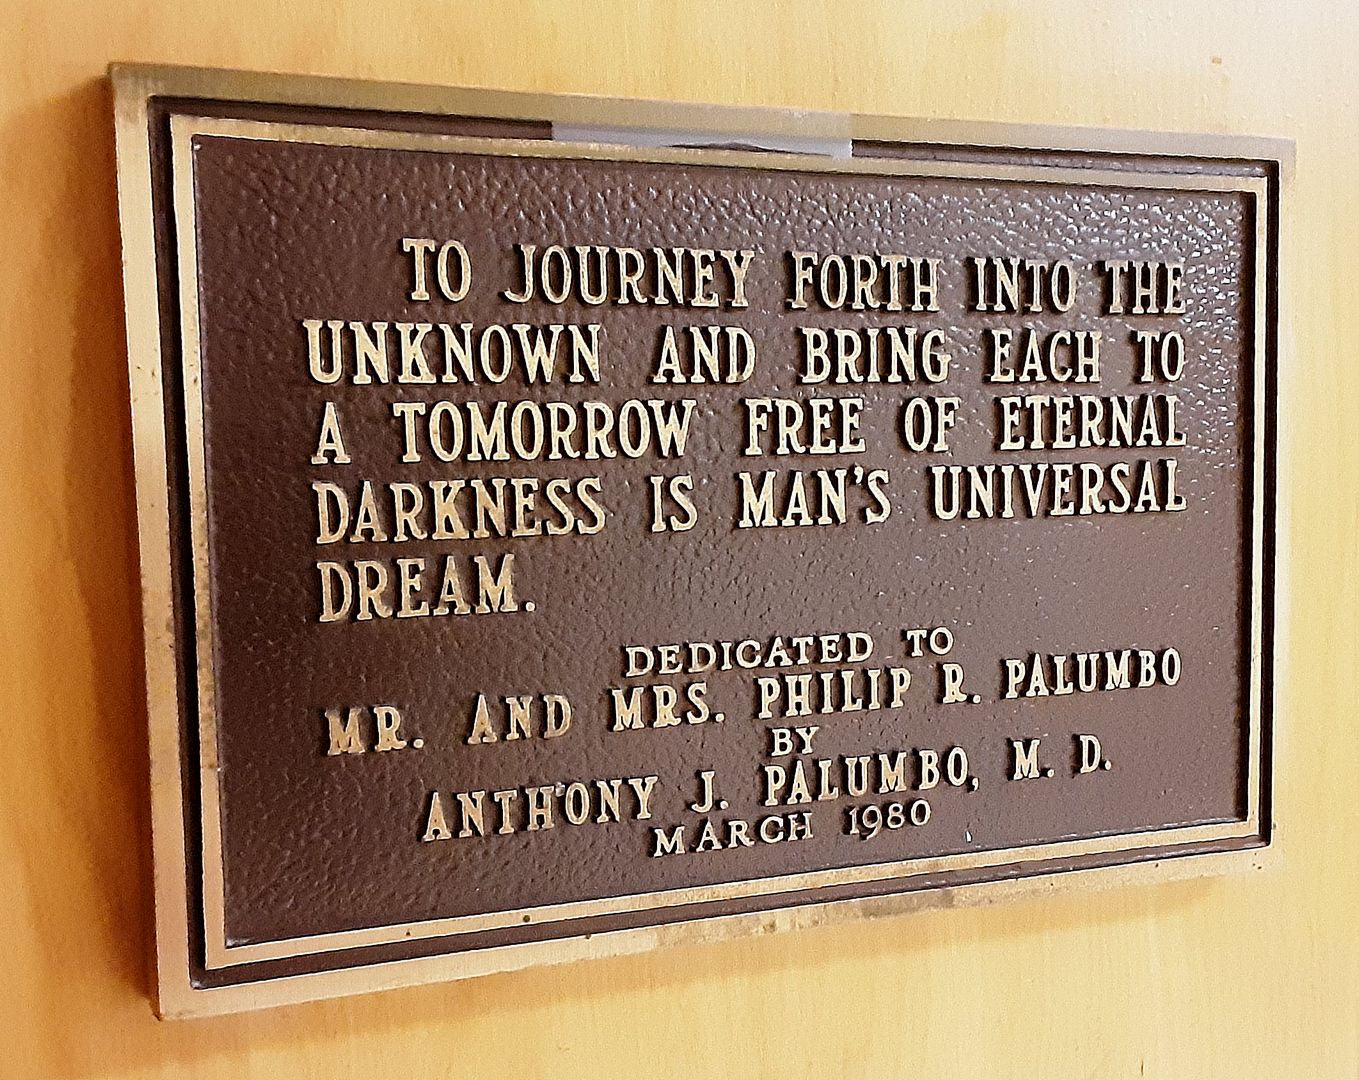 TO JOURNEY FORTH INTO THE
UNKNOWN AND BRING EACH TO
A TOMORROW FREE OF ETERNAL
DARKNESS IS MAN'S UNIVERSAL
DREAM.
DEDICATED TO
MR. AND MRS. PHILIP R. PALUMBO
BY
ANTHONY J. PALUMBO, M. D.
MARCH 1980